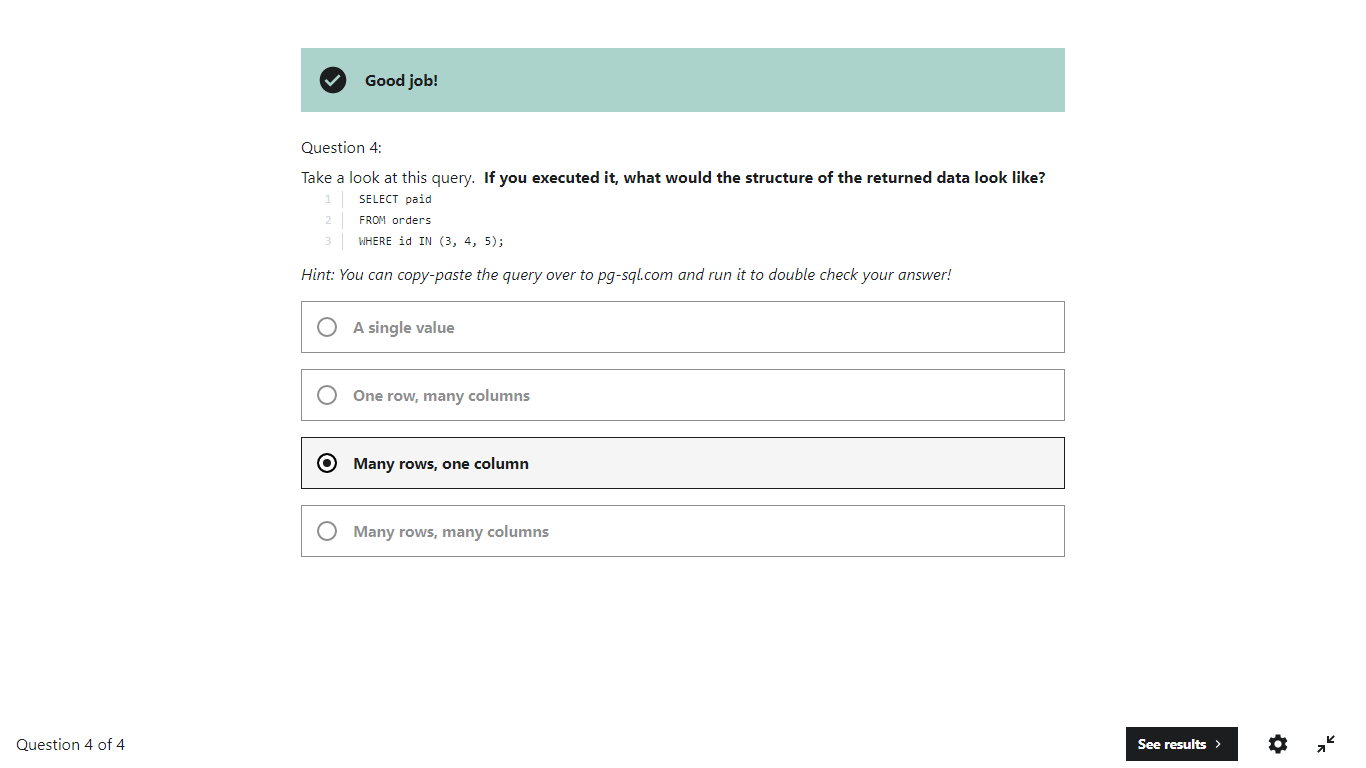 Good job!
Question 4:
Take a look at this query. If you executed it, what would the structure of the returned data look like?
1 SELECT paid
2 FROM orders
3 WHERE id IN (3, 4, 5);
Hint: You can copy-paste the query over to pg-sql.com and run it to double check your answer!
A single value
One row, many columns
Many rows, one column
Many rows, many columns
Question 4 of 4
See results